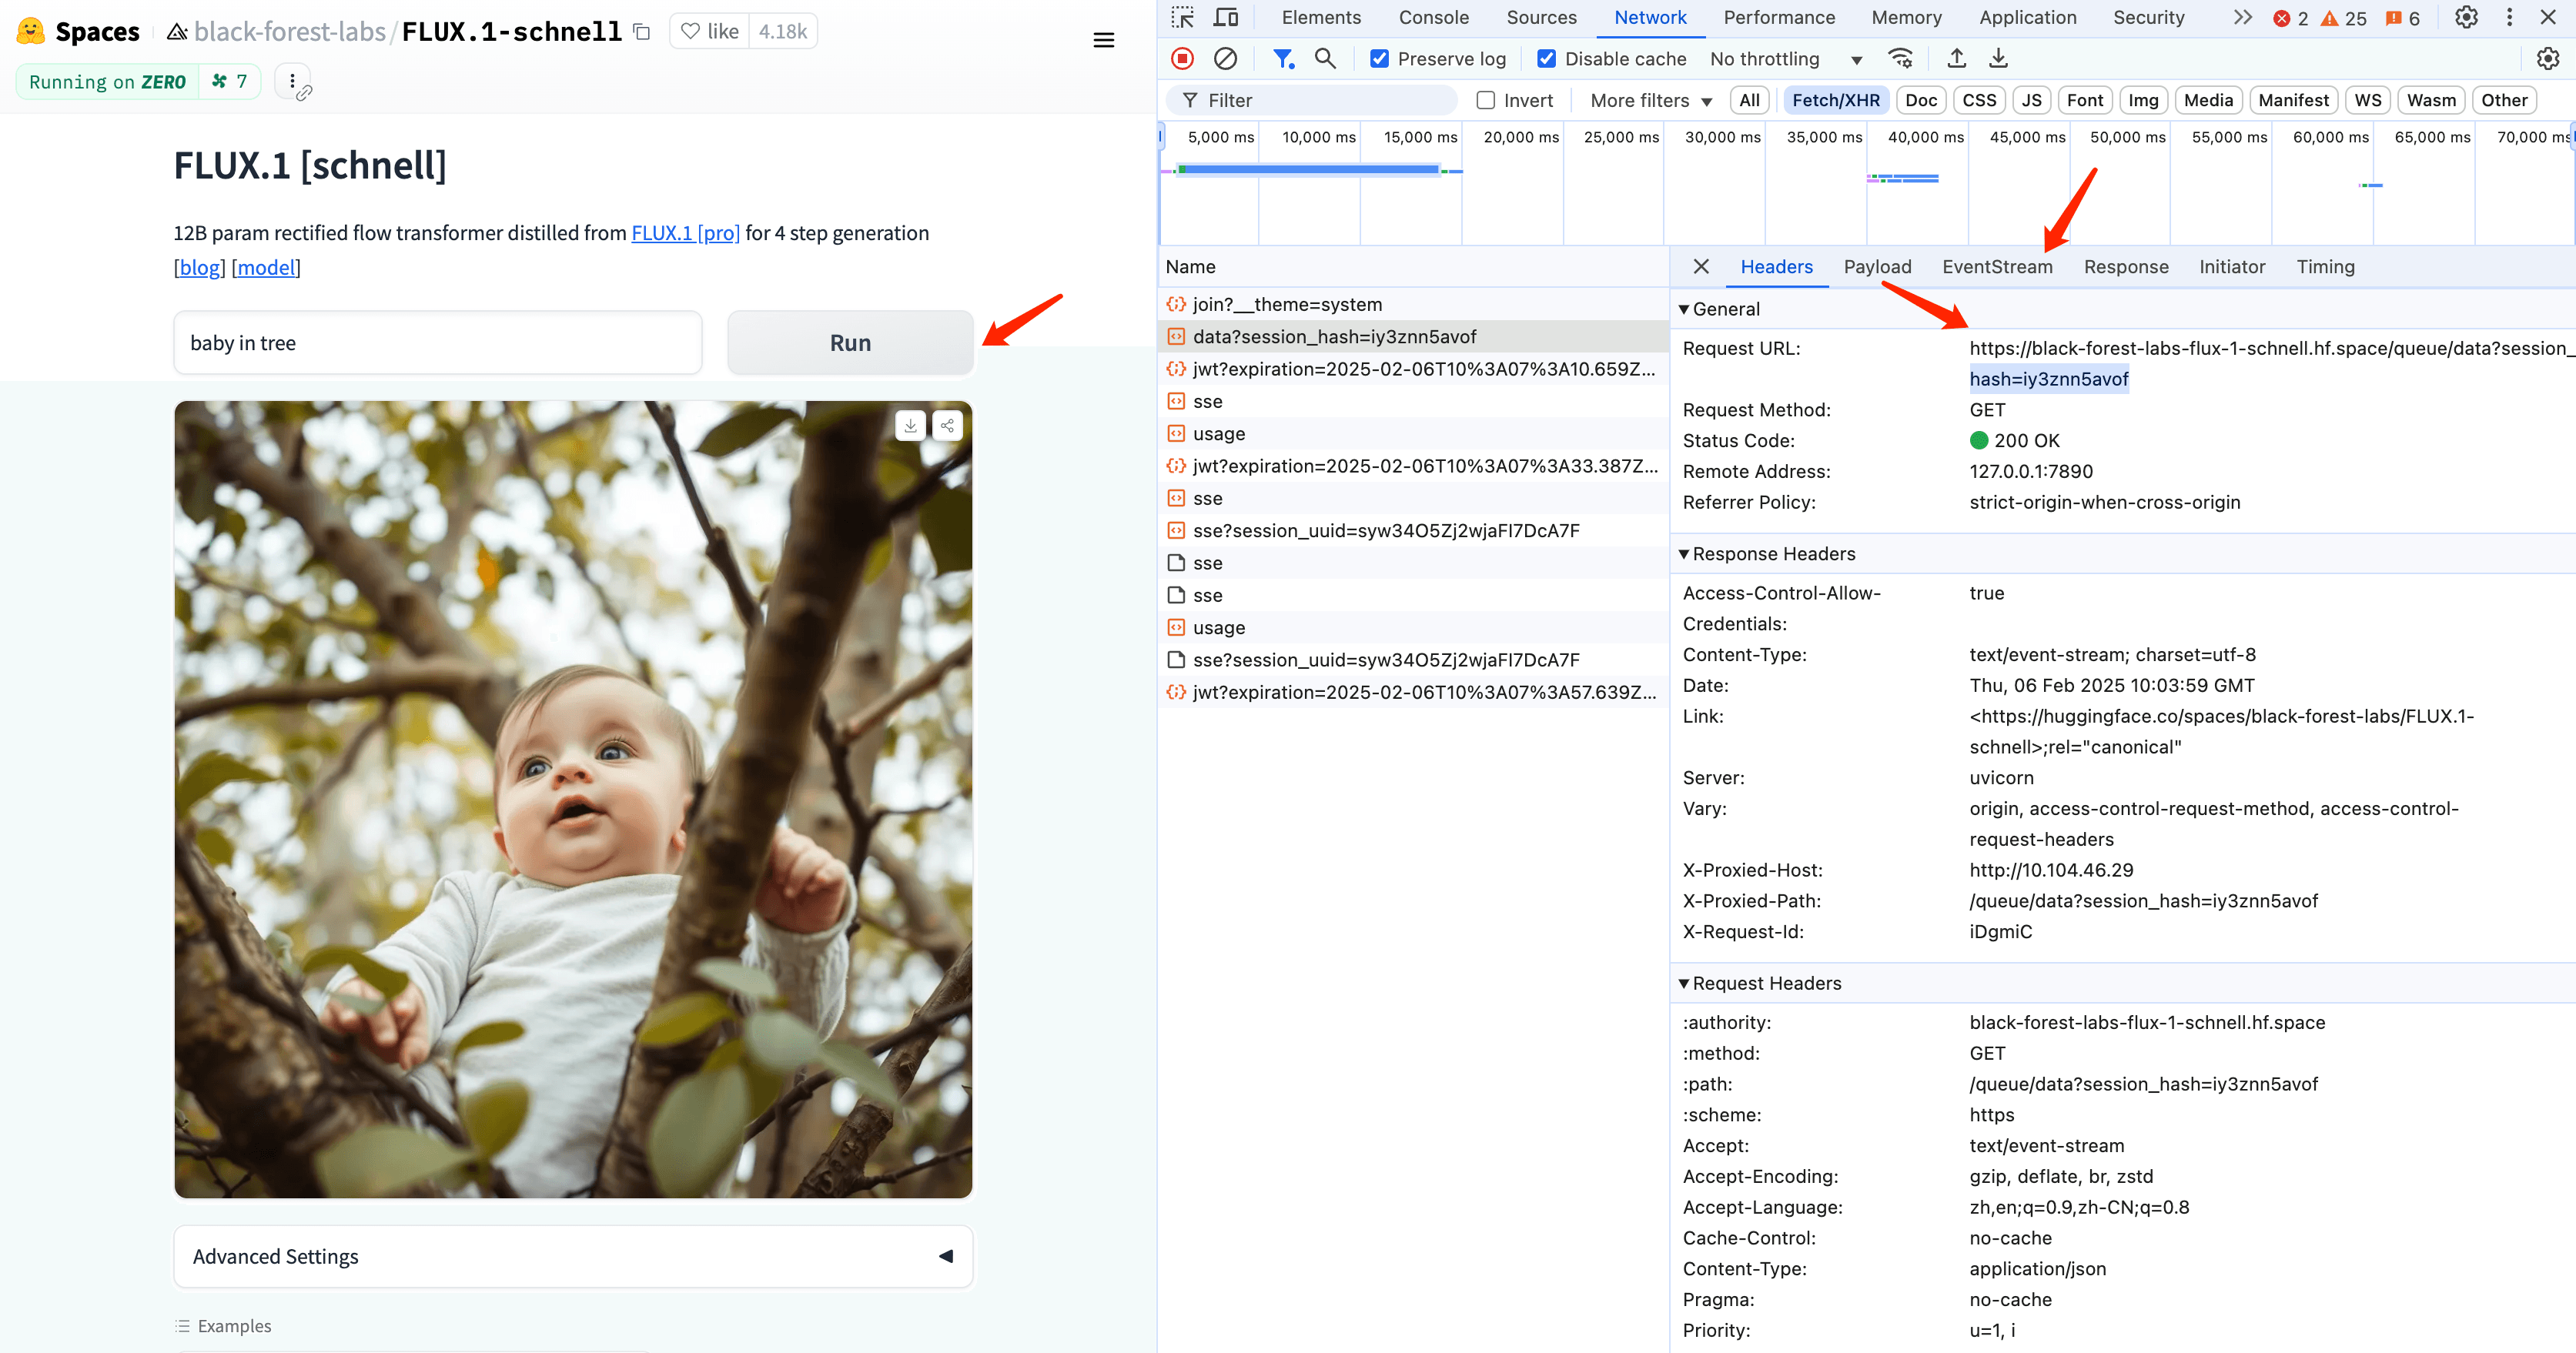 Spaces
black-forest-labs/FLUX.1-schnell
like
4.18k
Running on ZERO
7
FLUX.1 [schnell]
12B param rectified flow transformer distilled from FLUX.1 [pro] for 4 step generation
[blog] [model]
baby in tree
Run
Advanced Settings
Examples
Elements Console Sources Network Performance Memory Application Security
2 25 6
Preserve log Disable cache No throttling
Filter Invert More filters All Fetch/XHR Doc CSS JS Font Img Media Manifest WS Wasm Other
5,000 ms 10,000 ms 15,000 ms 20,000 ms 25,000 ms 30,000 ms 35,000 ms 40,000 ms 45,000 ms 50,000 ms 55,000 ms 60,000 ms 65,000 ms 70,000 ms
Name
join?__theme=system
data?session_hash=iy3znn5avof
jwt?expiration=2025-02-06T10%3A07%3A10.659Z...
sse
usage
jwt?expiration=2025-02-06T10%3A07%3A33.387Z...
sse
sse?session_uuid=syw34O5Zj2wjaFI7DcA7F
sse
sse
usage
sse?session_uuid=syw34O5Zj2wjaFI7DcA7F
jwt?expiration=2025-02-06T10%3A07%3A57.639Z...
Headers Payload EventStream Response Initiator Timing
General
Request URL: https://black-forest-labs-flux-1-schnell.hf.space/queue/data?session_
hash=iy3znn5avof
Request Method: GET
Status Code: 200 OK
Remote Address: 127.0.0.1:7890
Referrer Policy: strict-origin-when-cross-origin
Response Headers
Access-Control-Allow- true
Credentials:
Content-Type: text/event-stream; charset=utf-8
Date: Thu, 06 Feb 2025 10:03:59 GMT
Link: <https://huggingface.co/spaces/black-forest-labs/FLUX.1-
schnell>;rel="canonical"
Server: uvicorn
Vary: origin, access-control-request-method, access-control-
request-headers
X-Proxied-Host: http://10.104.46.29
X-Proxied-Path: /queue/data?session_hash=iy3znn5avof
X-Request-Id: iDgmiC
Request Headers
:authority: black-forest-labs-flux-1-schnell.hf.space
:method: GET
:path: /queue/data?session_hash=iy3znn5avof
:scheme: https
Accept: text/event-stream
Accept-Encoding: gzip, deflate, br, zstd
Accept-Language: zh,en;q=0.9,zh-CN;q=0.8
Cache-Control: no-cache
Content-Type: application/json
Pragma: no-cache
Priority: u=1, i